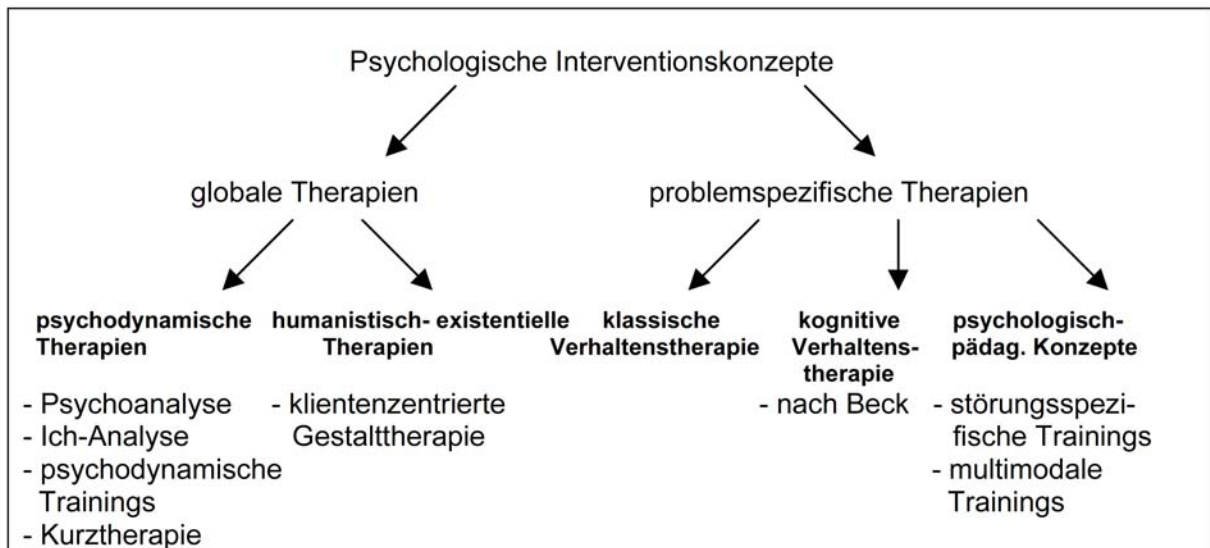 Psychologische Interventionskonzepte
globale Therapien
problemspezifische Therapien
psychodynamische
Therapien
- Psychoanalyse
- Ich-Analyse
- psychodynamische
Trainings
- Kurztherapie
humanistisch- existentielle
Therapien
- klientenzentrierte
Gestalttherapie
klassische
Verhaltenstherapie
kognitive
Verhaltens-
therapie
- nach Beck
psychologisch-
pädag. Konzepte
- störungsspezi-
fische Trainings
- multimodale
Trainings